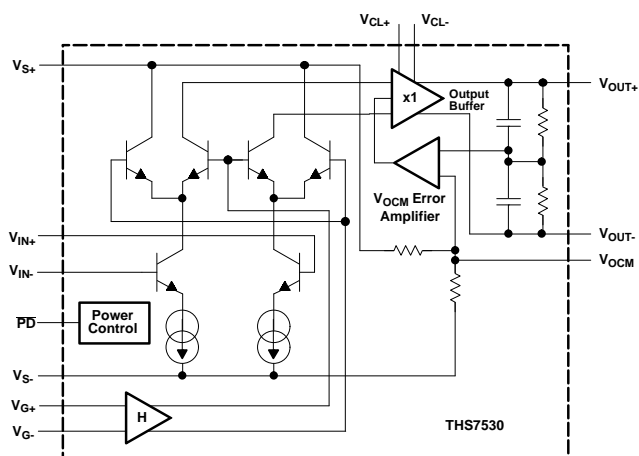 VCL+ VCL-
VS+
x1
Output
Buffer
VOUT+
VOCM Error
Amplifier
VIN+
VIN-
VOUT-
VOCM
PD
Power
Control
VS-
VG+
H
VG-
THS7530